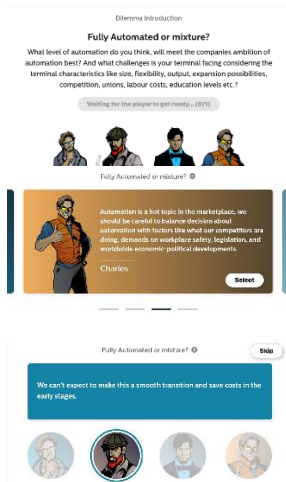 Dilemma Introduction
Fully Automated or mixture?
What level of automation do you think, will meet the companies ambition of
automation best? And what challenges is your terminal facing considering the
terminal characteristics like size, flexibility, output, expansion possibilities,
competition, unions, labour costs, education levels etc.?
Waiting for the player to get ready... (0/1)
Fully Automated or mixture?
Automation is a hot topic in the marketplace, we
should be careful to balance decision about
automation with factors like what our competitors are
doing, demands on workplace safety, legislation, and
worldwide economic-political developments.
Charles
Select
Fully Automated or mixture?
Skip
We can't expect to make this a smooth transition and save costs in the
early stages.